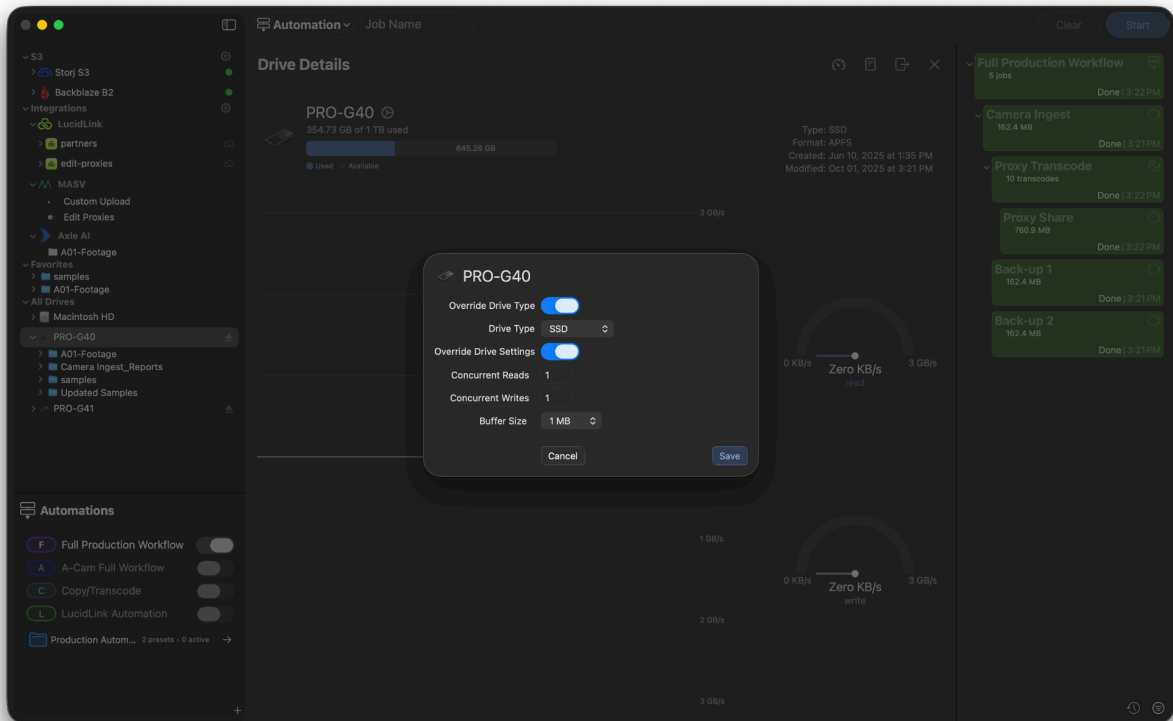 Automation
Job Name
Clear
Start
S3
Storj S3
Backblaze B2
Integrations
LucidLink
partners
edit-proxies
MASV
Custom Upload
Edit Proxies
Axle AI
A01-Footage
Favorites
samples
A01-Footage
All Drives
Macintosh HD
PRO-G40
A01-Footage
Camera Ingest_Reports
samples
Updated Samples
PRO-G41
Automations
F Full Production Workflow
A A-Cam Full Workflow
C Copy/Transcode
L LucidLink Automation
Production Autom... 2 presets • 0 active
Drive Details
PRO-G40
354.73 GB of 1 TB used
645.28 GB
Used Available
Type: SSD
Format: APFS
Created: Jun 10, 2025 at 1:35 PM
Modified: Oct 01, 2025 at 3:21 PM
3 GB/s
0 KB/s
Zero KB/s
3 GB/s
read
1 GB/s
0 KB/s
Zero KB/s
3 GB/s
write
2 GB/s
3 GB/s
PRO-G40
Override Drive Type
Drive Type SSD
Override Drive Settings
Concurrent Reads 1
Concurrent Writes 1
Buffer Size 1 MB
Cancel
Save
Full Production Workflow
5 jobs
Done | 3:22 PM
Camera Ingest
162.4 MB
Done | 3:21 PM
Proxy Transcode
10 transcodes
Done | 3:22 PM
Proxy Share
760.9 MB
Done | 3:22 PM
Back-up 1
162.4 MB
Done | 3:21 PM
Back-up 2
162.4 MB
Done | 3:21 PM